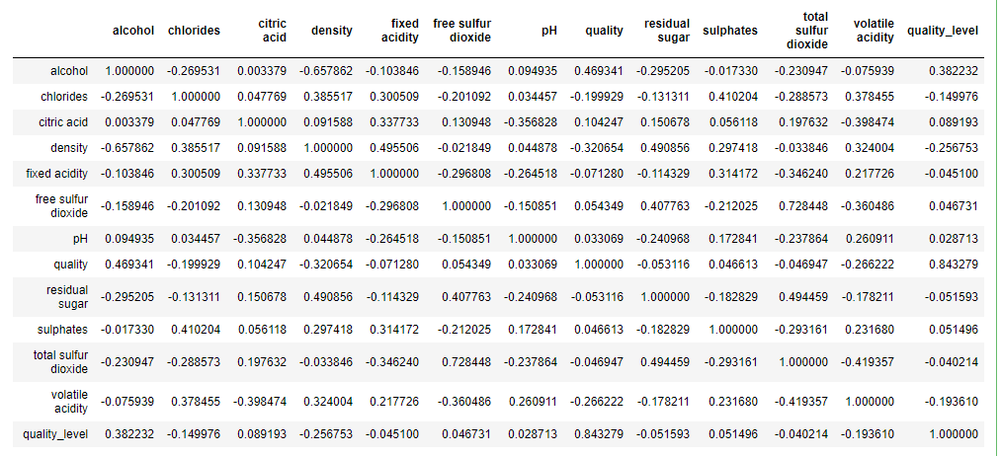 alcohol chlorides citric acid density fixed acidity free sulfur dioxide pH quality residual sugar sulphates total sulfur dioxide volatile acidity quality_level
alcohol 1.000000 -0.269531 0.003379 -0.657862 -0.103846 -0.158946 0.094935 0.469341 -0.295205 -0.017330 -0.230947 -0.075939 0.382232
chlorides -0.269531 1.000000 0.047769 0.385517 0.300509 -0.201092 0.034457 -0.199929 -0.131311 0.410204 -0.288573 0.378455 -0.149976
citric acid 0.003379 0.047769 1.000000 0.091588 0.337733 0.130948 -0.356828 0.104247 0.150678 0.056118 0.197632 -0.398474 0.089193
density -0.657862 0.385517 0.091588 1.000000 0.495506 -0.021849 0.044878 -0.320654 0.490856 0.297418 -0.033846 0.324004 -0.256753
fixed acidity -0.103846 0.300509 0.337733 0.495506 1.000000 -0.296808 -0.264518 -0.071280 -0.114329 0.314172 -0.346240 0.217726 -0.045100
free sulfur dioxide -0.158946 -0.201092 0.130948 -0.021849 -0.296808 1.000000 -0.150851 0.054349 0.407763 -0.212025 0.728448 -0.360486 0.046731
pH 0.094935 0.034457 -0.356828 0.044878 -0.264518 -0.150851 1.000000 0.033069 -0.240968 0.172841 -0.237864 0.260911 0.028713
quality 0.469341 -0.199929 0.104247 -0.320654 -0.071280 0.054349 0.033069 1.000000 -0.053116 0.046613 -0.046947 -0.266222 0.843279
residual sugar -0.295205 -0.131311 0.150678 0.490856 -0.114329 0.407763 -0.240968 -0.053116 1.000000 -0.182829 0.494459 -0.178211 -0.051593
sulphates -0.017330 0.410204 0.056118 0.297418 0.314172 -0.212025 0.172841 0.046613 -0.182829 1.000000 -0.293161 0.231680 0.051496
total sulfur dioxide -0.230947 -0.288573 0.197632 -0.033846 -0.346240 0.728448 -0.237864 -0.046947 0.494459 -0.293161 1.000000 -0.419357 -0.040214
volatile acidity -0.075939 0.378455 -0.398474 0.324004 0.217726 -0.360486 0.260911 -0.266222 -0.178211 0.231680 -0.419357 1.000000 -0.193610
quality_level 0.382232 -0.149976 0.089193 -0.256753 -0.045100 0.046731 0.028713 0.843279 -0.051593 0.051496 -0.040214 -0.193610 1.000000